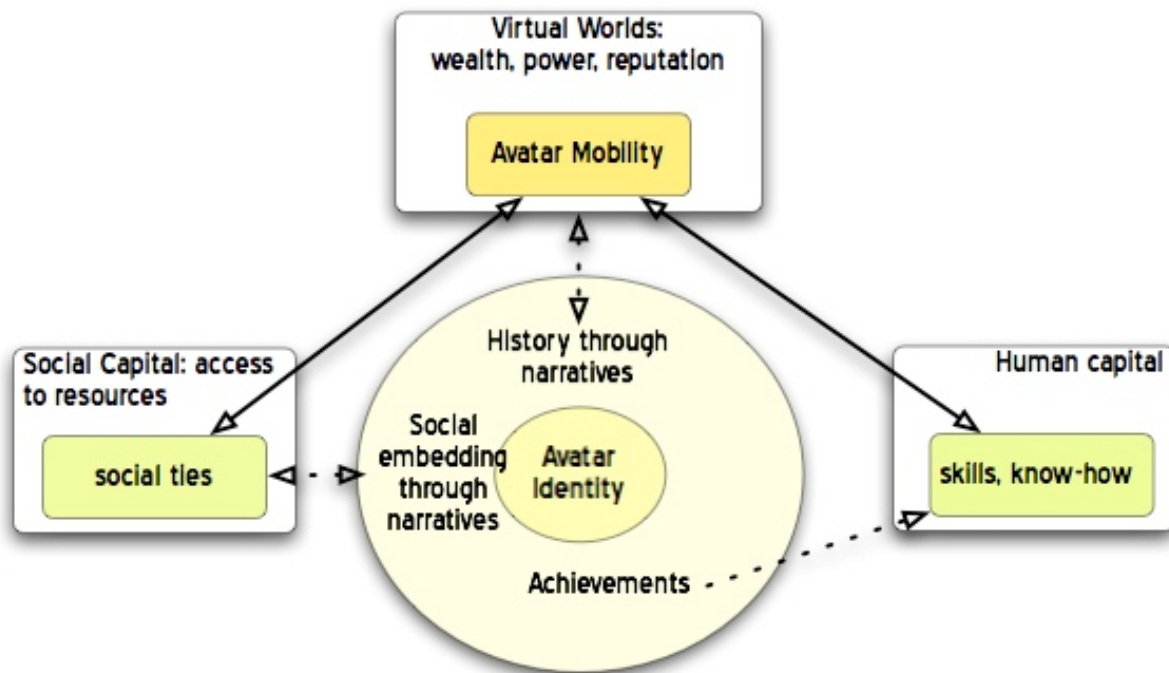 Virtual Worlds:
wealth, power, reputation
Avatar Mobility
Social Capital: access
to resources
social ties
History through
narratives
Social
embedding
through
narratives
Avatar
Identity
Achievements
Human capital
skills, know-how